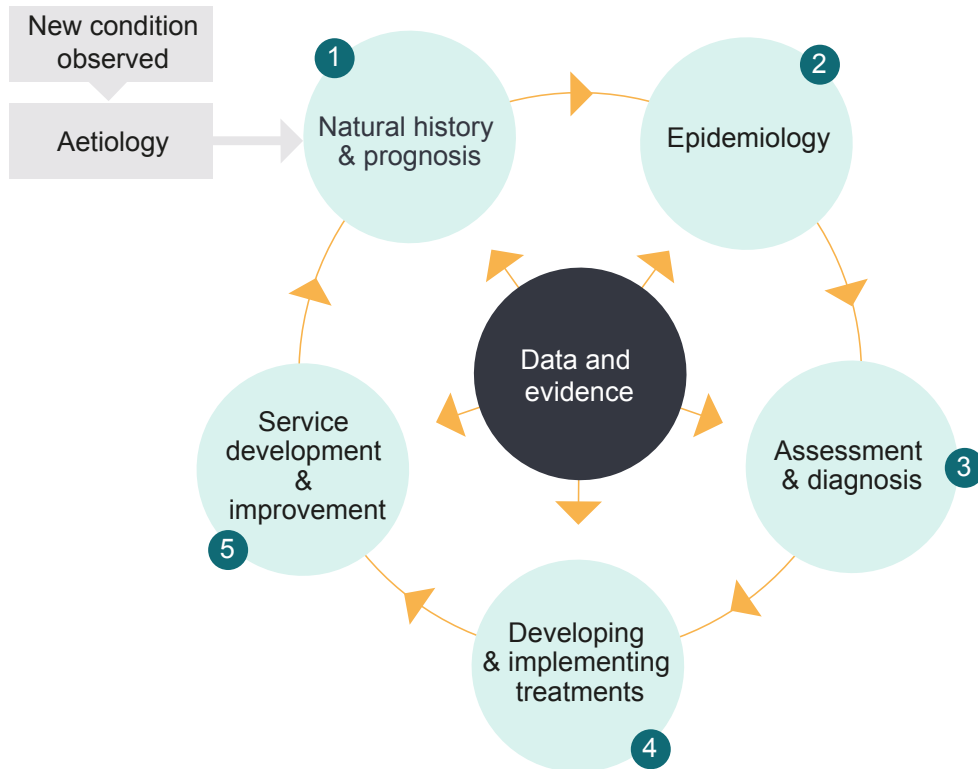 New condition
observed
Aetiology
1
Natural history
& prognosis
2
Epidemiology
Data and
evidence
3
Assessment
& diagnosis
4
Developing
& implementing
treatments
5
Service
development
&
improvement